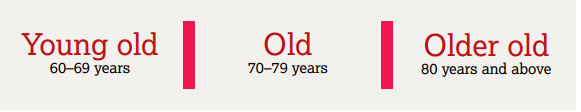 Young old
60–69 years
Old
70–79 years
Older old
80 years and above